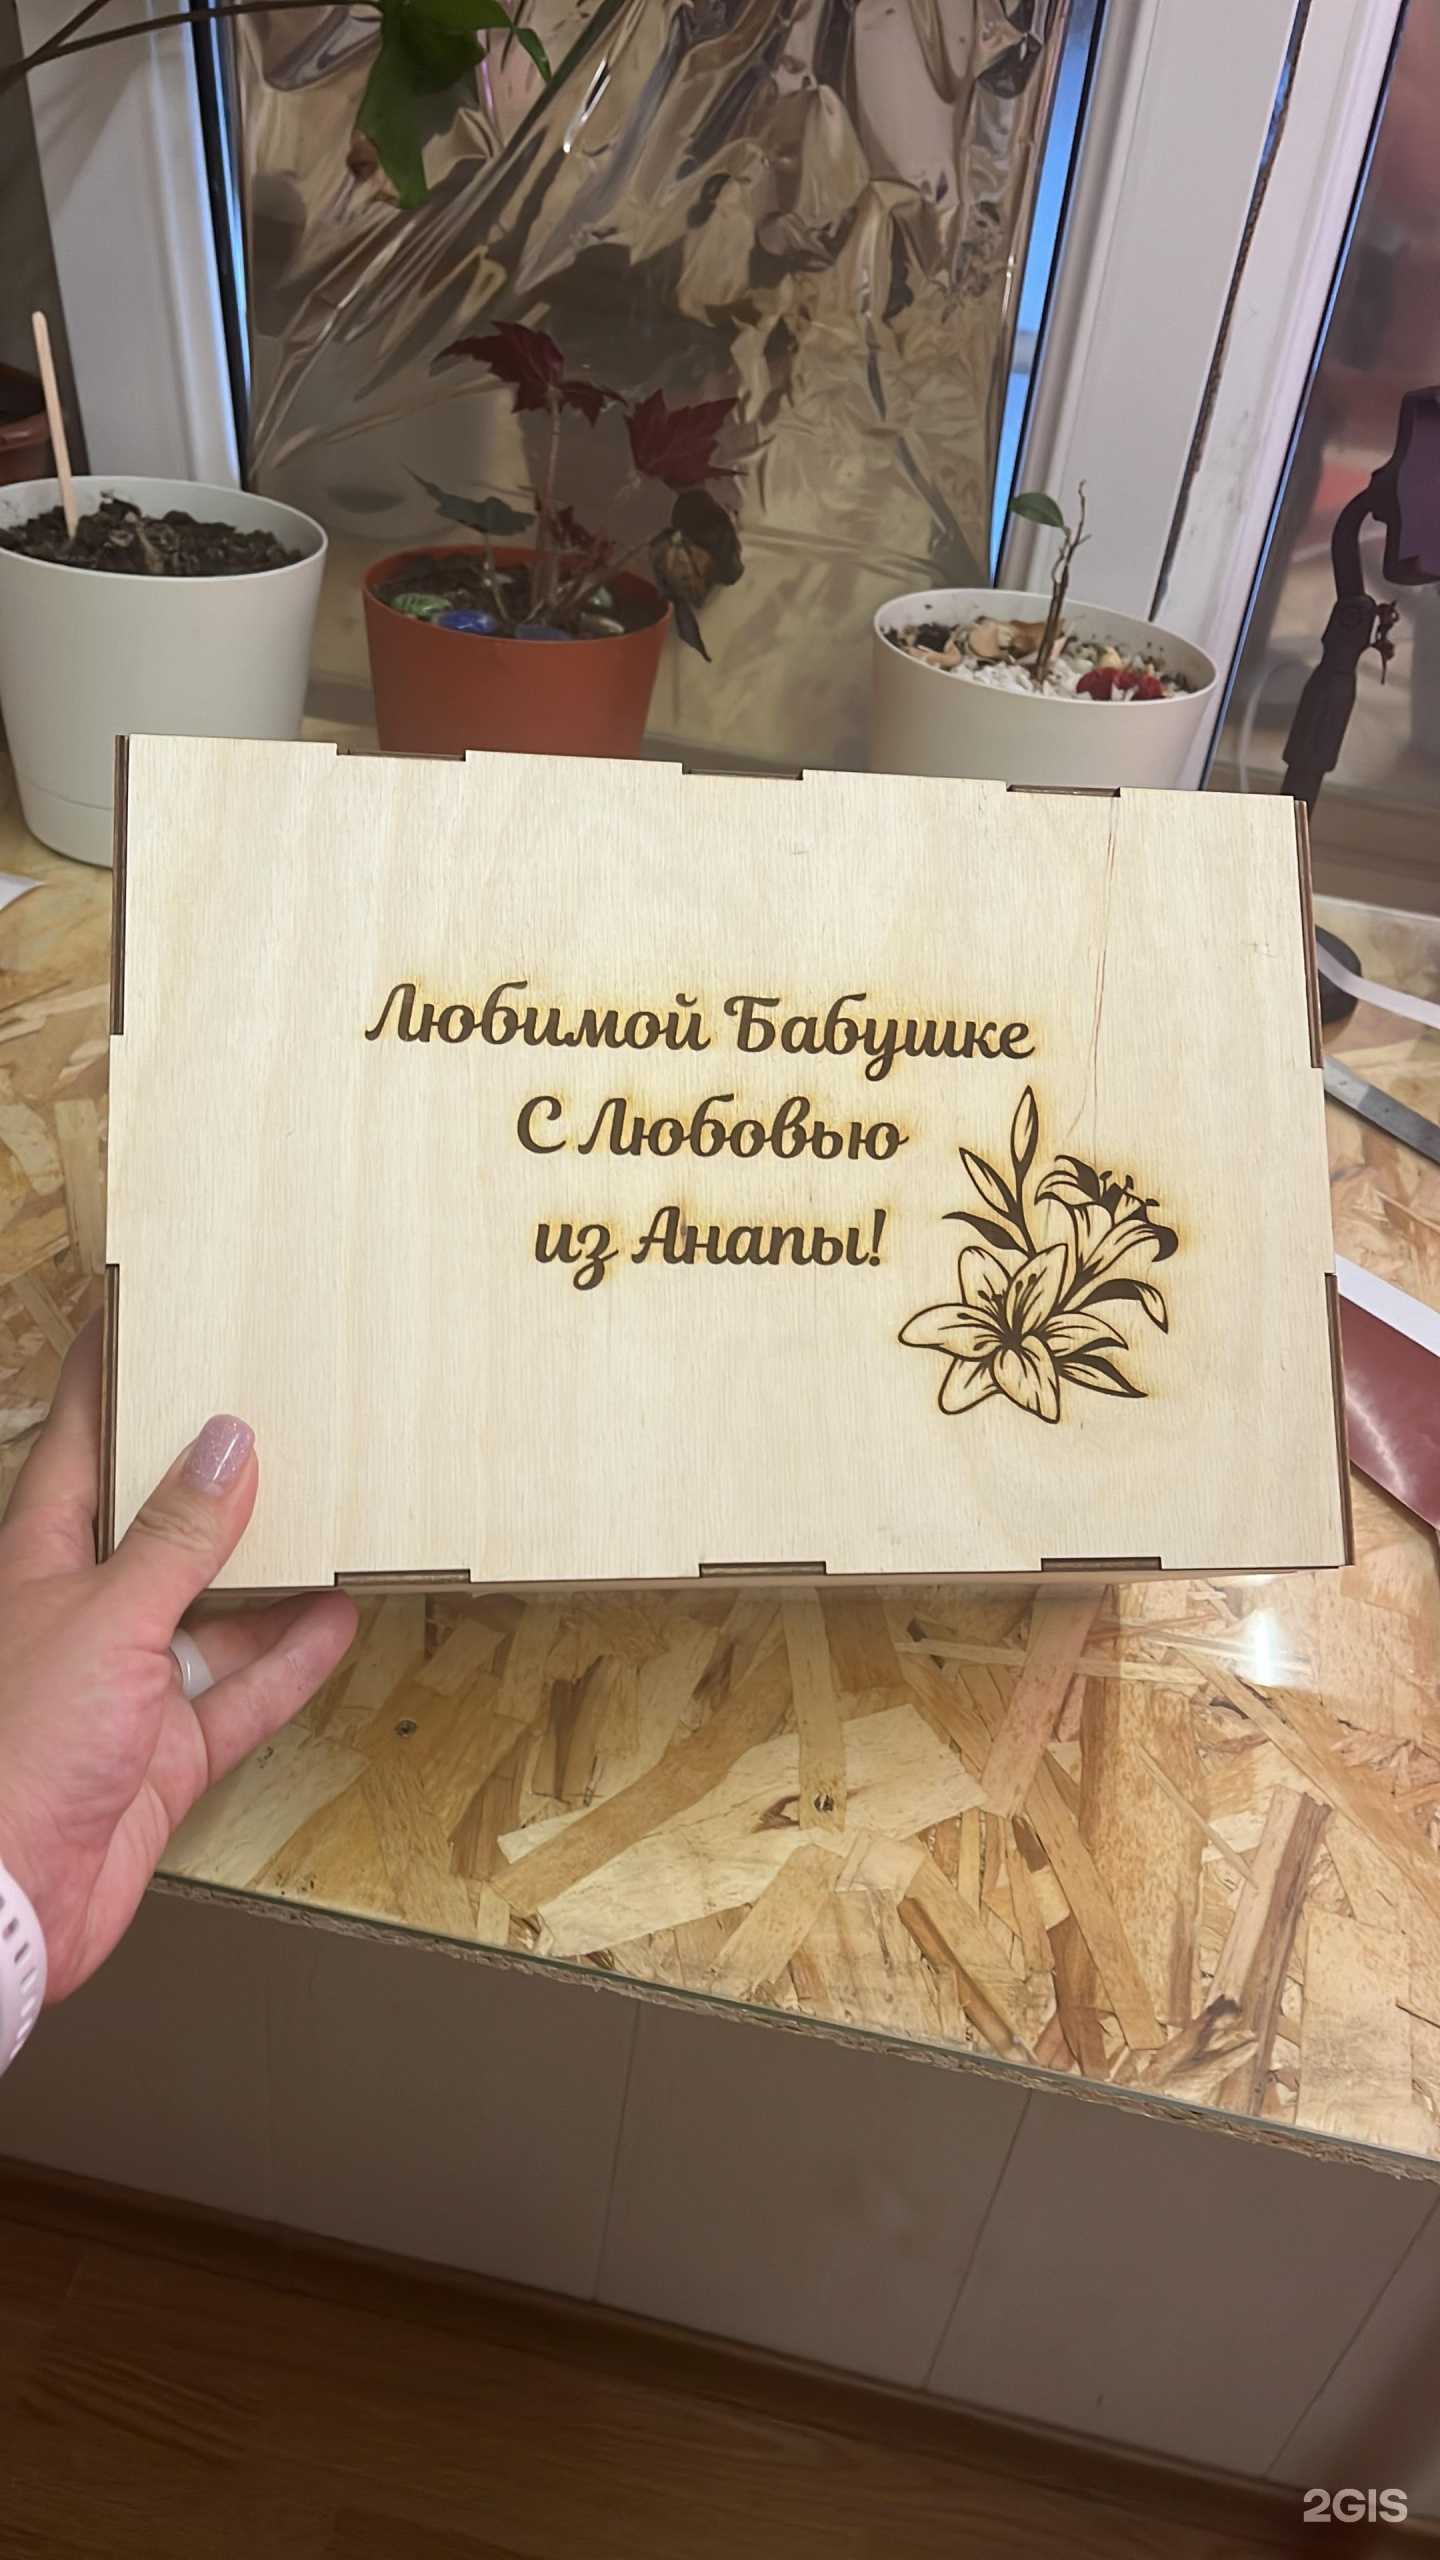 Любимой Бабушке
С Любовью
из Анапы!
2GIS